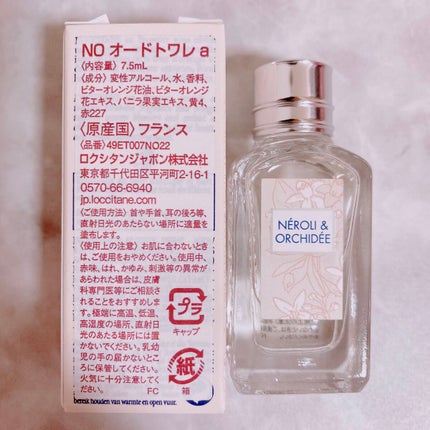 NO オードトワレ a
〈内容量〉 7.5mL
〈成分〉変性アルコール、水、香料、
ビターオレンジ花油、ビターオレンジ
花エキス、バニラ果実エキス、黄4、
赤227
〈原産国〉フランス
〈品番〉49ET007NO22
ロクシタンジャポン株式会社
東京都千代田区平河町2-16-1
0570-66-6940
jp.loccitane.com
〈ご使用方法〉首や手首、耳の後ろ等、
直射日光のあたらない場所に適量を
塗布します。
〈使用上の注意〉お肌に合わないとき
は、ご使用をおやめください。使用中、
赤味、はれ、かゆみ、刺激等の異常が
あらわれた場合は、皮膚
科専門医等にご相談さ
れることをおすすめしま
す。極端に高温、低温、
高湿度の場所、直射日
光のあたる場所には置
かないでください。乳幼
児の手の届かないところ
に保管してください。
火気に十分注意してくだ
さい。
プラ
キャップ
紙
箱
FC
bereit houden van warmte en open vuur.
NÉROLI &
ORCHIDÉE